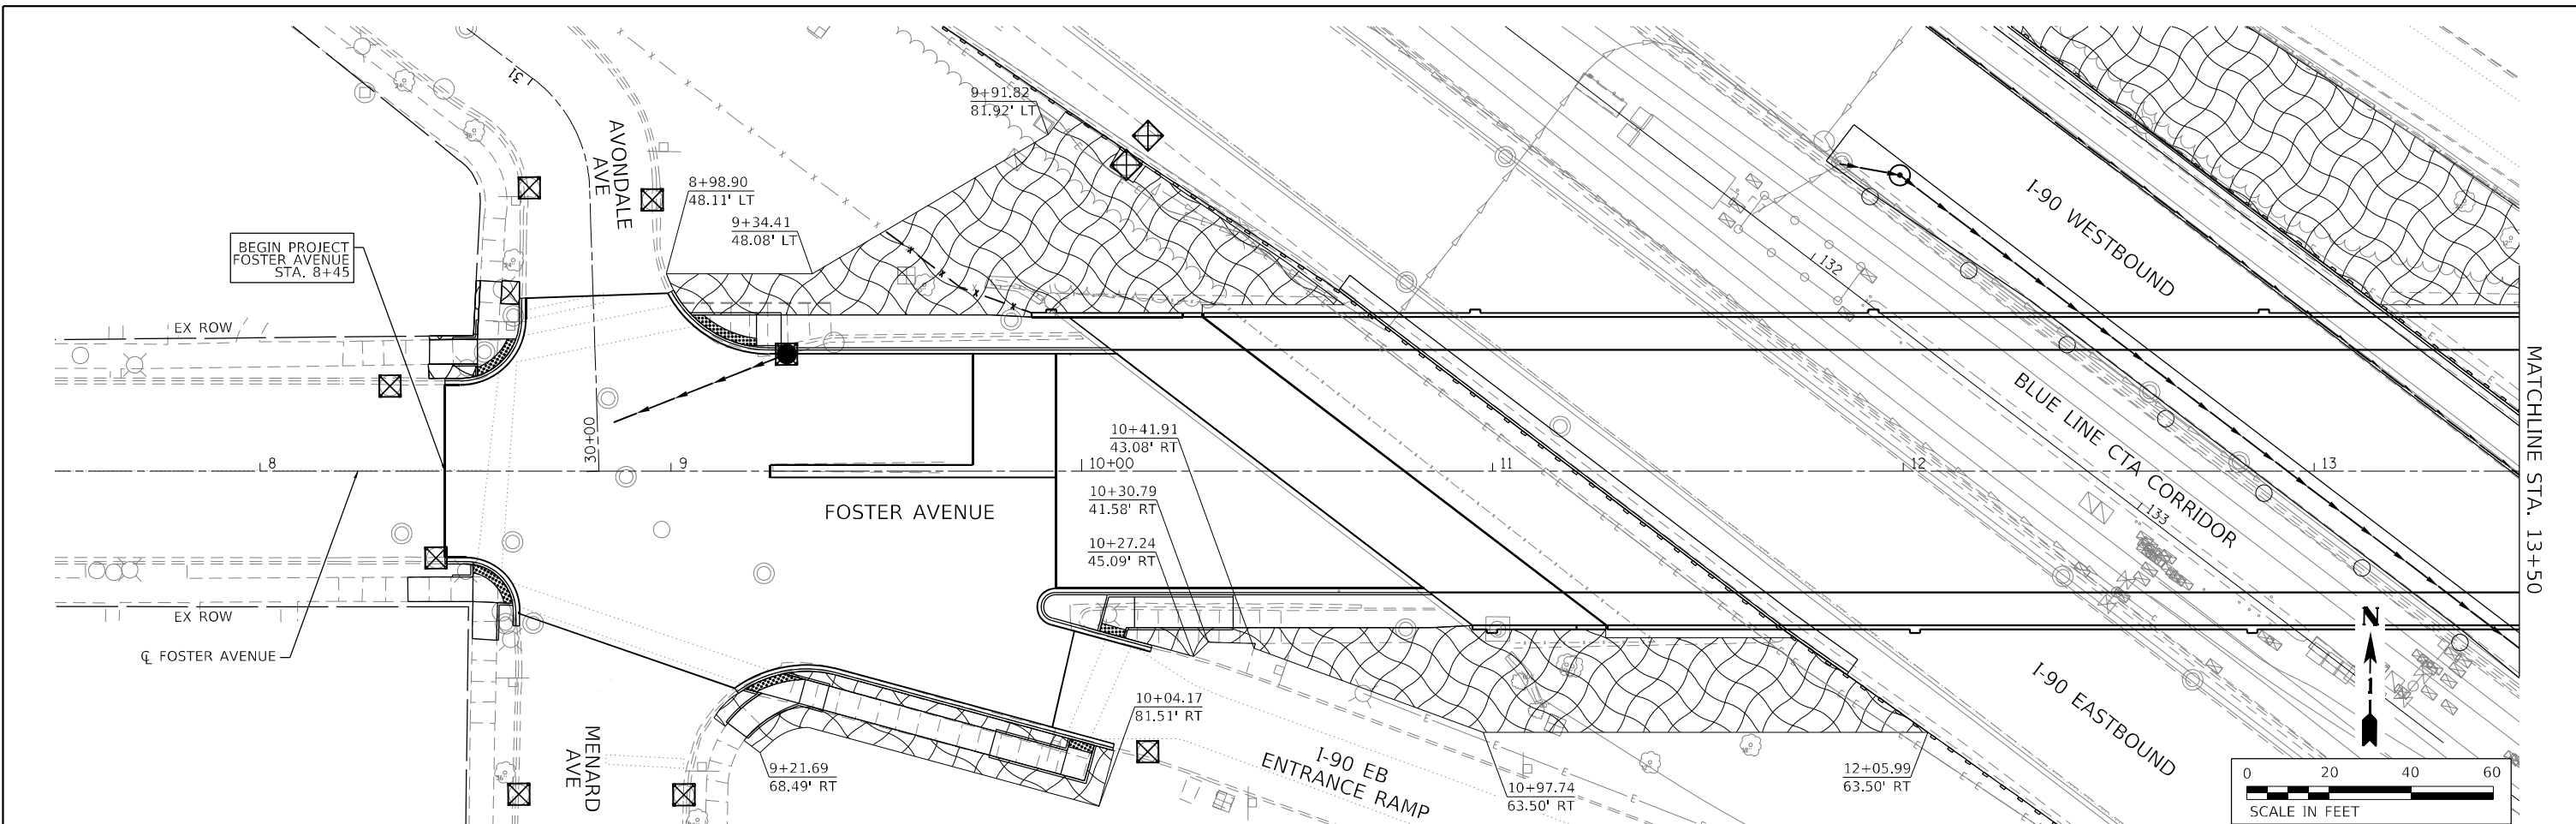 31
AVONDALE
AVE
9+91.82
81.92' LT
8+98.90
48.11' LT
9+34.41
48.08' LT
BEGIN PROJECT
FOSTER AVENUE
STA. 8+45
EX ROW
132
I-90 WESTBOUND
MATCHLINE STA. 13+50
30+00
8
9
10+00
11
12
13
10+41.91
43.08' RT
10+30.79
41.58' RT
10+27.24
45.09' RT
FOSTER AVENUE
BLUE LINE CTA CORRIDOR
133
EX ROW
℄ FOSTER AVENUE
N
1
I-90 EASTBOUND
10+04.17
81.51' RT
MENARD
AVE
9+21.69
68.49' RT
I-90 EB
ENTRANCE RAMP
10+97.74
63.50' RT
12+05.99
63.50' RT
0 20 40 60
SCALE IN FEET